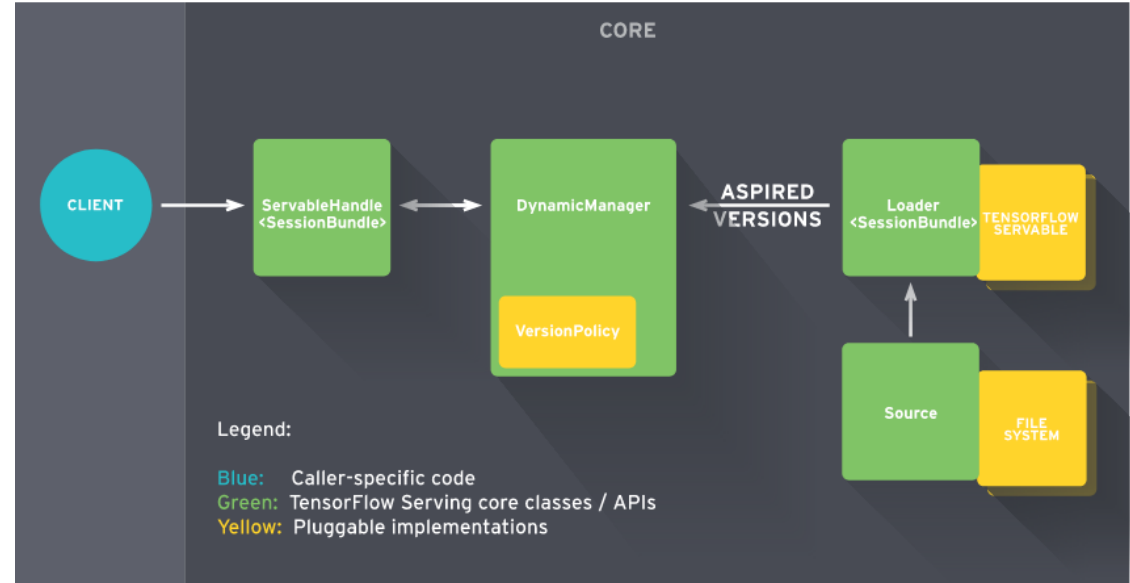 CORE
CLIENT
ServableHandle
<SessionBundle>
DynamicManager
VersionPolicy
ASPIRED
VERSIONS
Loader
<SessionBundle>
TENSORFLOW
SERVABLE
Source
FILE
SYSTEM
Legend:
Blue: Caller-specific code
Green: TensorFlow Serving core classes / APIs
Yellow: Pluggable implementations